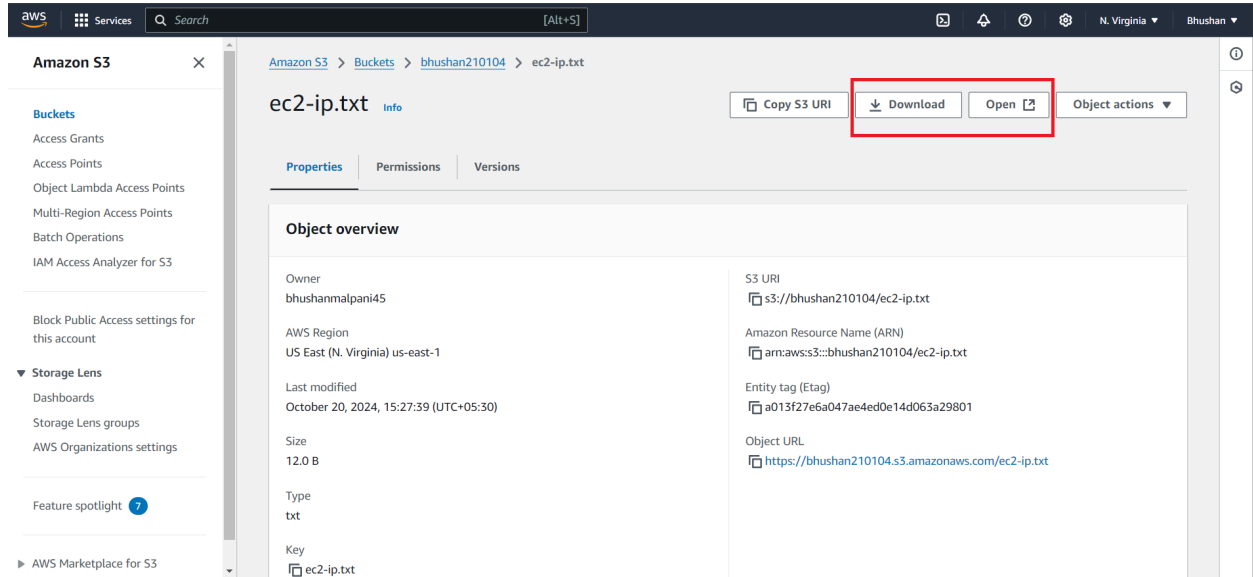 aws
Services
Search
[Alt+S]
N. Virginia
Bhushan
Amazon S3
Buckets
Access Grants
Access Points
Object Lambda Access Points
Multi-Region Access Points
Batch Operations
IAM Access Analyzer for S3
Block Public Access settings for
this account
Storage Lens
Dashboards
Storage Lens groups
AWS Organizations settings
Feature spotlight 7
AWS Marketplace for S3
Amazon S3 > Buckets > bhushan210104 > ec2-ip.txt
ec2-ip.txt Info
Copy S3 URI
Download
Open
Object actions
Properties
Permissions
Versions
Object overview
Owner
bhushanmalpani45
AWS Region
US East (N. Virginia) us-east-1
Last modified
October 20, 2024, 15:27:39 (UTC+05:30)
Size
12.0 B
Type
txt
Key
ec2-ip.txt
S3 URI
s3://bhushan210104/ec2-ip.txt
Amazon Resource Name (ARN)
arn:aws:s3:::bhushan210104/ec2-ip.txt
Entity tag (Etag)
a013f27e6a047ae4ed0e14d063a29801
Object URL
https://bhushan210104.s3.amazonaws.com/ec2-ip.txt